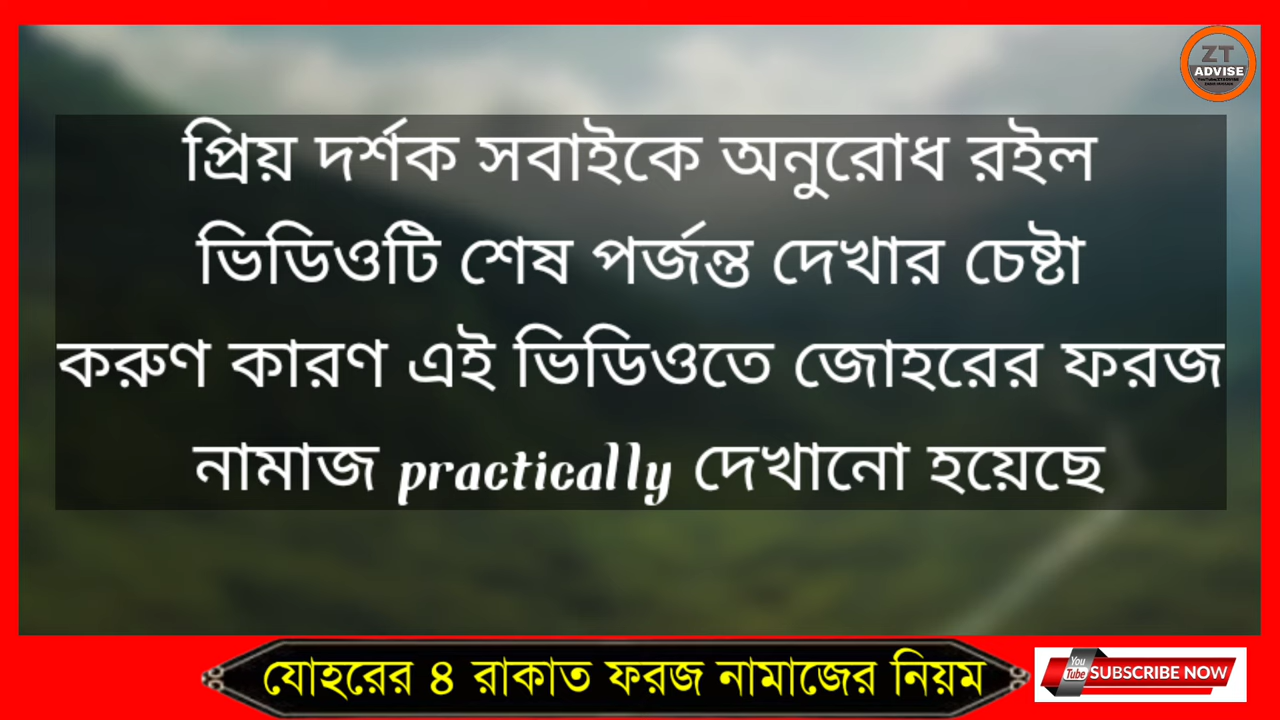 ZT
ADVISE
প্রিয় দর্শক সবাইকে অনুরোধ রইল
ভিডিওটি শেষ পর্জন্ত দেখার চেষ্টা
করুণ কারণ এই ভিডিওতে জোহরের ফরজ
নামাজ practically দেখানো হয়েছে
যোহরের ৪ রাকাত ফরজ নামাজের নিয়ম
You
Tube
SUBSCRIBE NOW